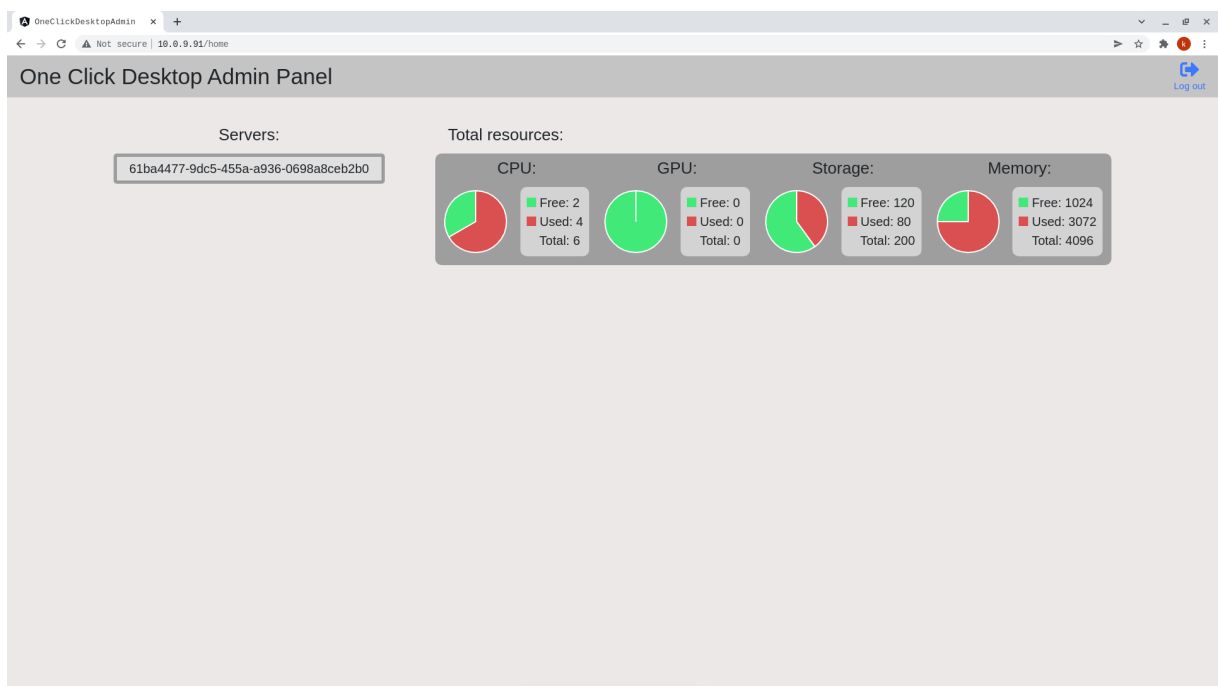 OneClickDesktopAdmin
Not secure | 10.0.9.91/home
k
One Click Desktop Admin Panel
Log out
Servers:
61ba4477-9dc5-455a-a936-0698a8ceb2b0
Total resources:
CPU:
Free: 2
Used: 4
Total: 6
GPU:
Free: 0
Used: 0
Total: 0
Storage:
Free: 120
Used: 80
Total: 200
Memory:
Free: 1024
Used: 3072
Total: 4096